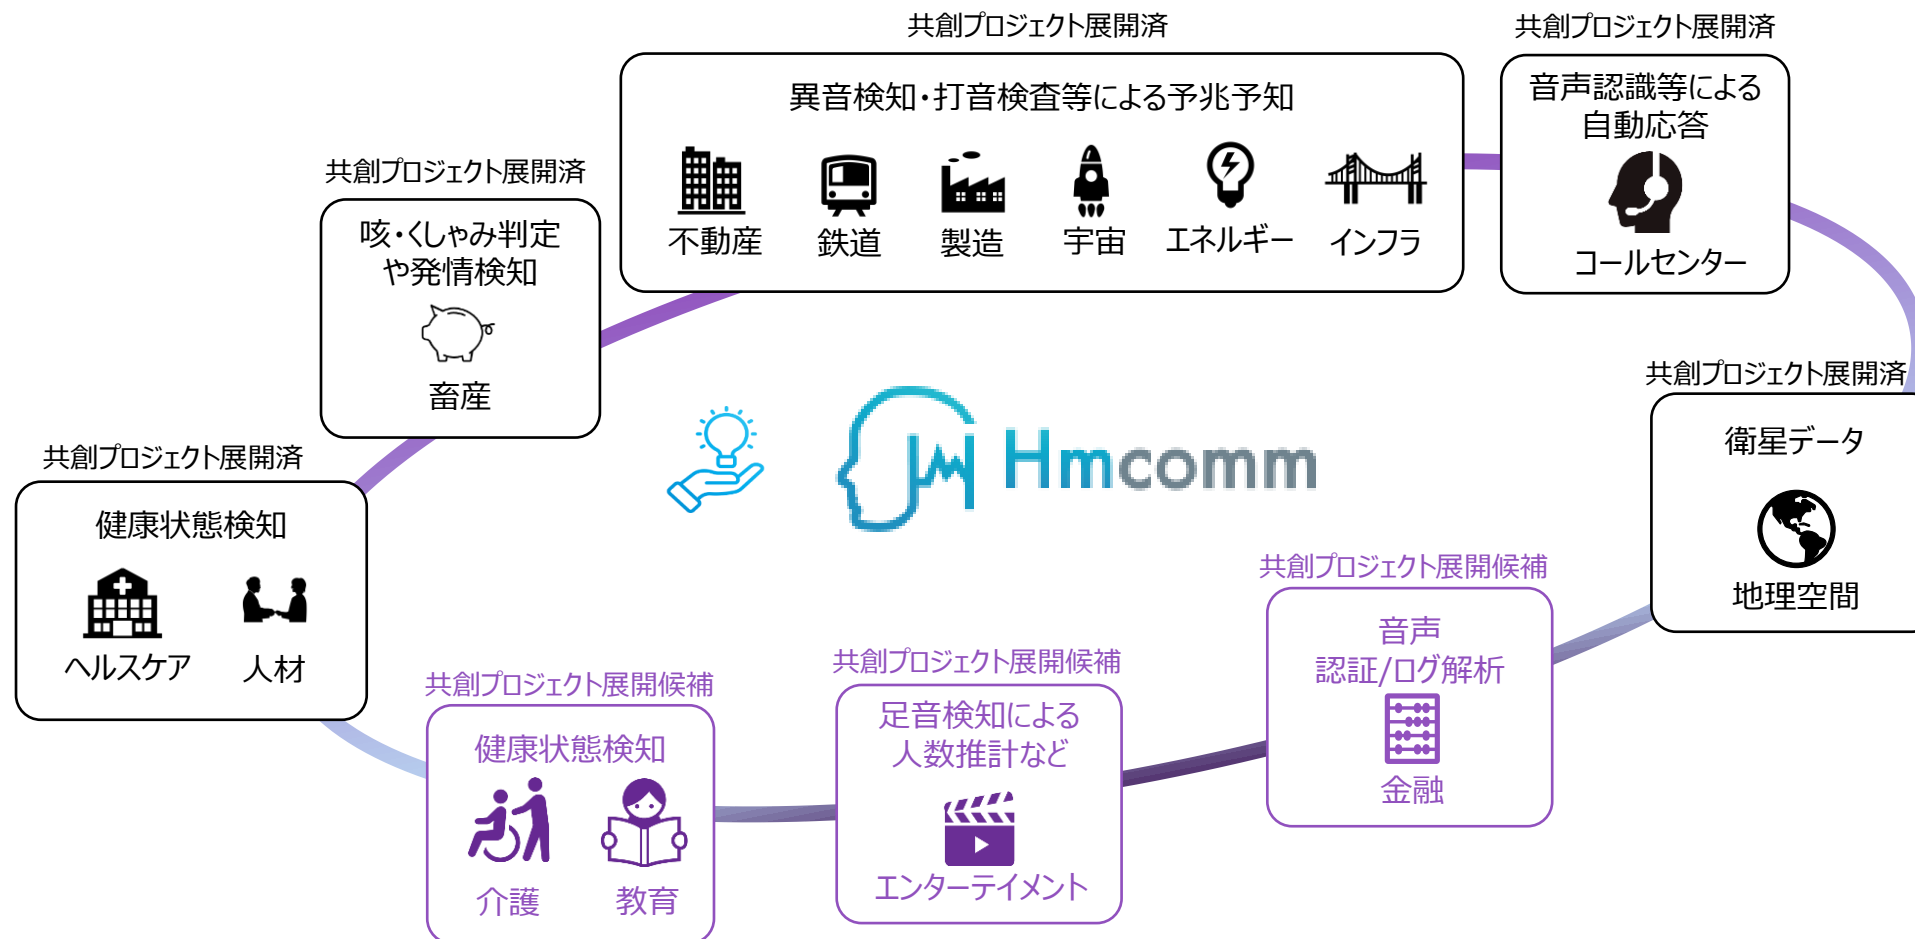 共創プロジェクト展開済
異音検知・打音検査等による予兆予知
不動産
鉄道
製造
宇宙
エネルギー
インフラ
共創プロジェクト展開済
音声認識等による
自動応答
コールセンター
共創プロジェクト展開済
咳・くしゃみ判定
や発情検知
畜産
共創プロジェクト展開済
衛星データ
地理空間
Hmcomm
共創プロジェクト展開済
健康状態検知
ヘルスケア
人材
共創プロジェクト展開候補
音声
認証/ログ解析
金融
共創プロジェクト展開候補
足音検知による
人数推計など
エンターテイメント
共創プロジェクト展開候補
健康状態検知
介護
教育